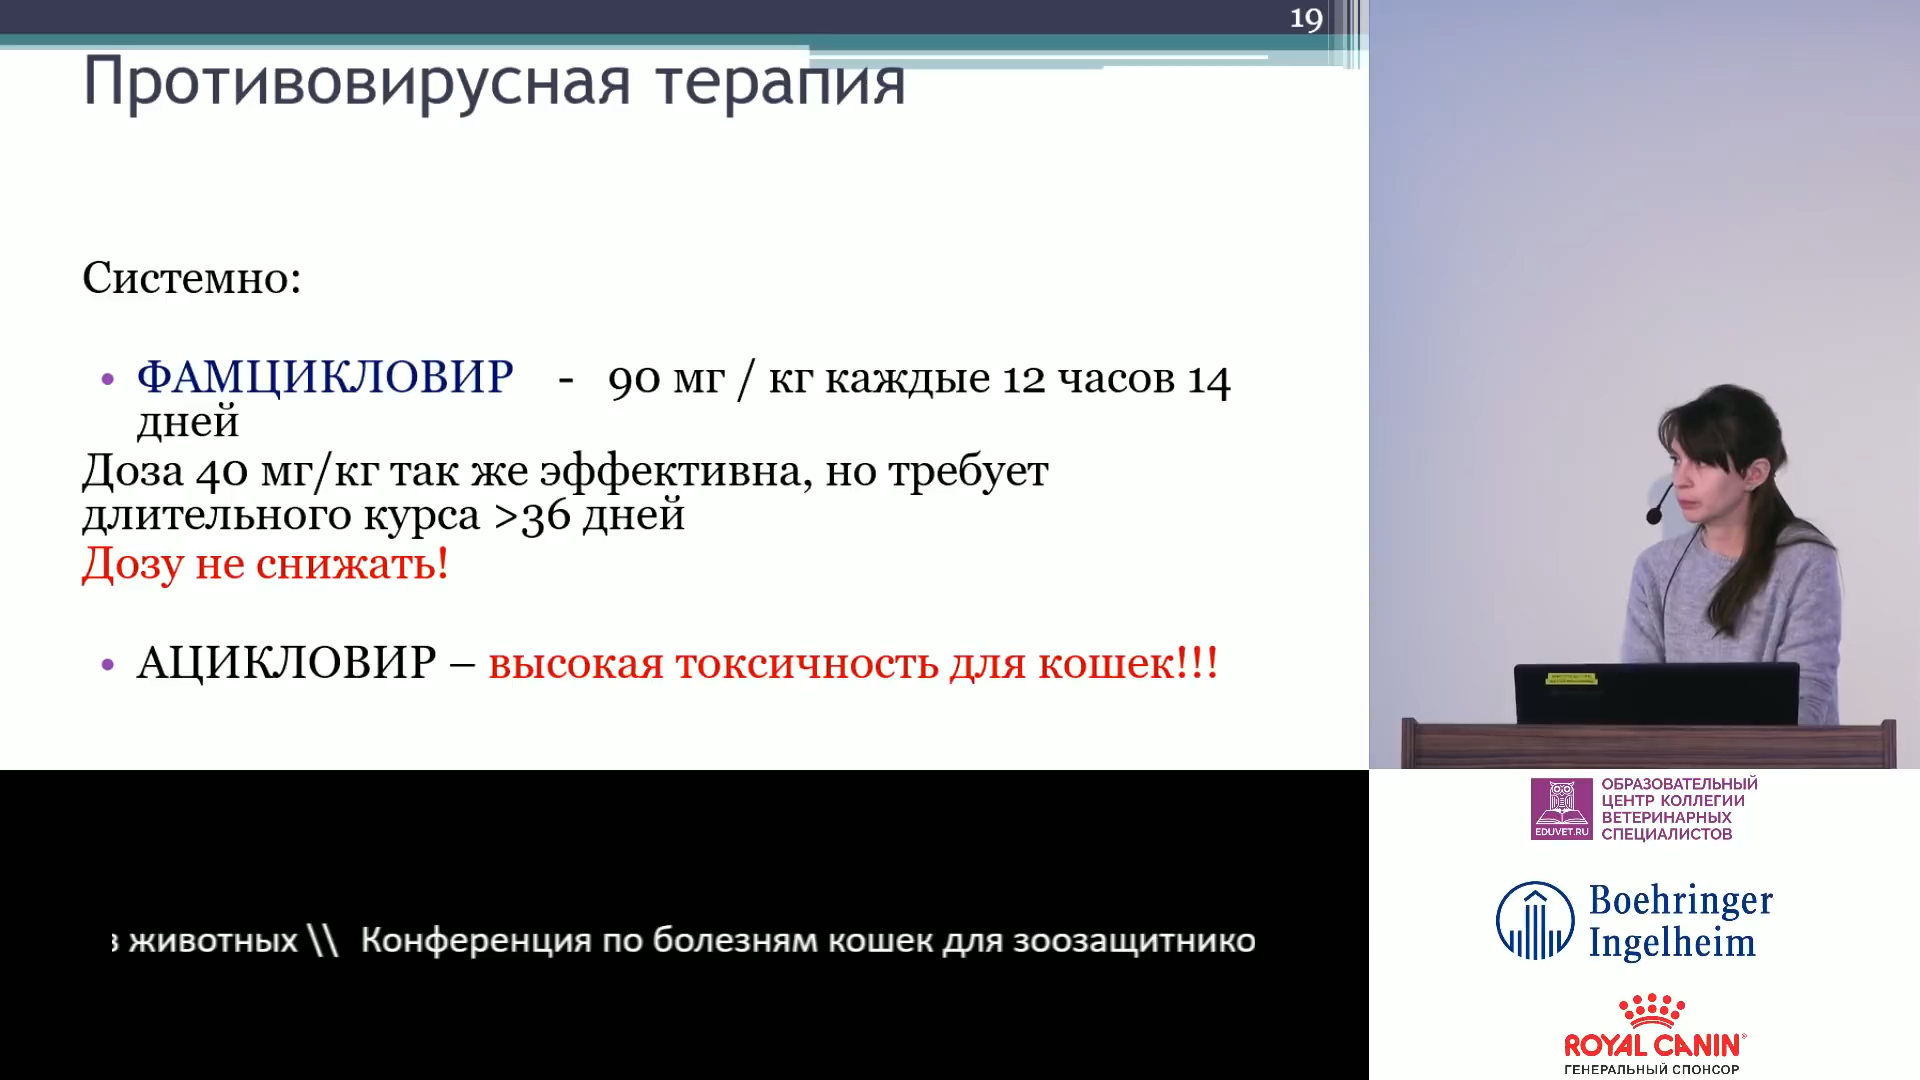 19
Противовирусная терапия
Системно:
• ФАМЦИКЛОВИР - 90 мг / кг каждые 12 часов 14
дней
Доза 40 мг/кг так же эффективна, но требует
длительного курса >36 дней
Дозу не снижать!
• АЦИКЛОВИР – высокая токсичность для кошек!!!
в животных \\ Конференция по болезням кошек для зоозащитнико
EDUVET.RU
ОБРАЗОВАТЕЛЬНЫЙ
ЦЕНТР КОЛЛЕГИИ
ВЕТЕРИНАРНЫХ
СПЕЦИАЛИСТОВ
Boehringer
Ingelheim
ROYAL CANIN
ГЕНЕРАЛЬНЫЙ СПОНСОР